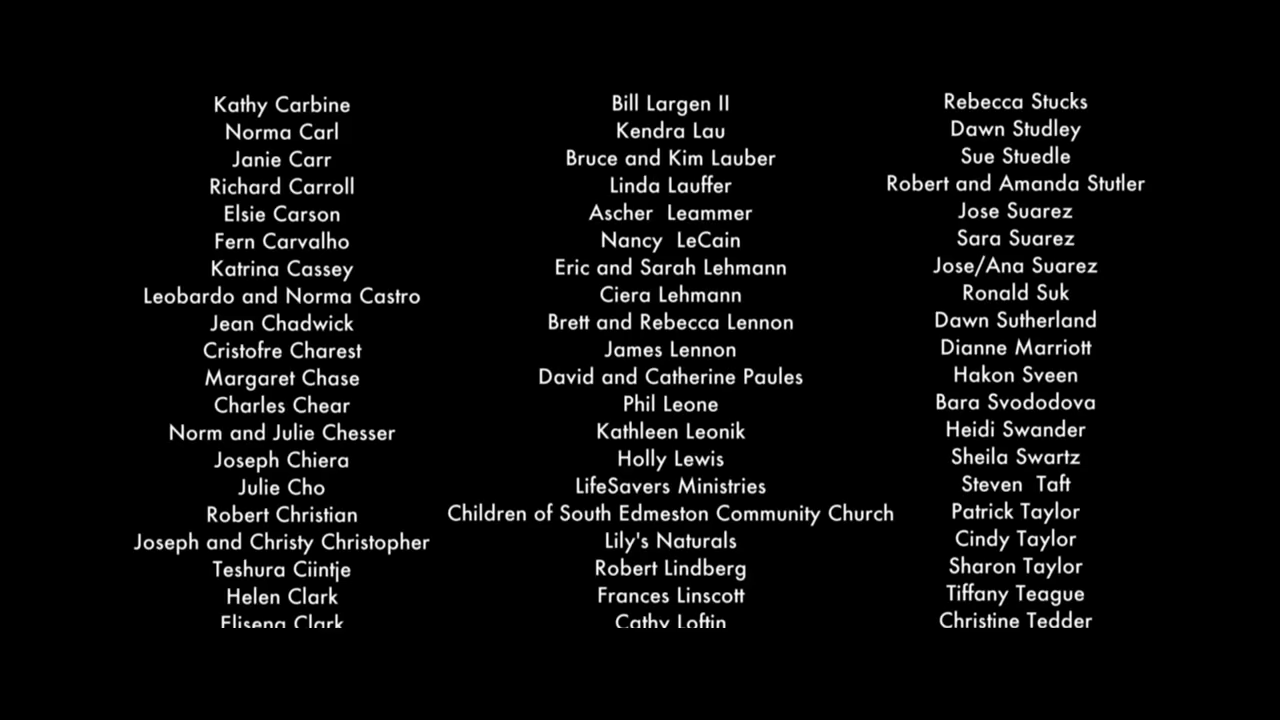 Kathy Carbine
Norma Carl
Janie Carr
Richard Carroll
Elsie Carson
Fern Carvalho
Katrina Cassey
Leobardo and Norma Castro
Jean Chadwick
Cristofre Charest
Margaret Chase
Charles Chear
Norm and Julie Chesser
Joseph Chiera
Julie Cho
Robert Christian
Joseph and Christy Christopher
Teshura Ciintje
Helen Clark
Elisena Clark
Bill Largen II
Kendra Lau
Bruce and Kim Lauber
Linda Lauffer
Ascher  Leammer
Nancy  LeCain
Eric and Sarah Lehmann
Ciera Lehmann
Brett and Rebecca Lennon
James Lennon
David and Catherine Paules
Phil Leone
Kathleen Leonik
Holly Lewis
LifeSavers Ministries
Children of South Edmeston Community Church
Lily's Naturals
Robert Lindberg
Frances Linscott
Cathy Loftin
Rebecca Stucks
Dawn Studley
Sue Stuedle
Robert and Amanda Stutler
Jose Suarez
Sara Suarez
Jose/Ana Suarez
Ronald Suk
Dawn Sutherland
Dianne Marriott
Hakon Sveen
Bara Svododova
Heidi Swander
Sheila Swartz
Steven  Taft
Patrick Taylor
Cindy Taylor
Sharon Taylor
Tiffany Teague
Christine Tedder